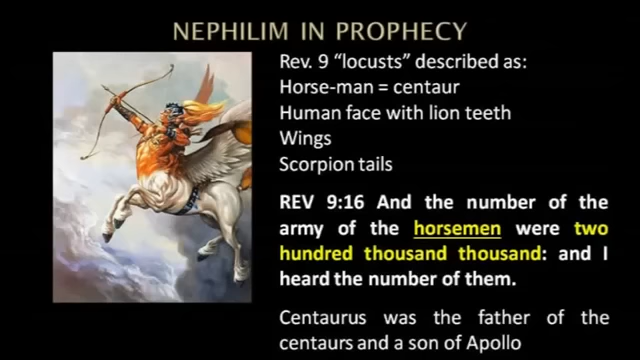 NEPHILIM IN PROPHECY
Rev. 9 “locusts” described as:
Horse-man = centaur
Human face with lion teeth
Wings
Scorpion tails
REV 9:16 And the number of the
army of the horsemen were two
hundred thousand thousand: and I
heard the number of them.
Centaurus was the father of the
centaurs and a son of Apollo